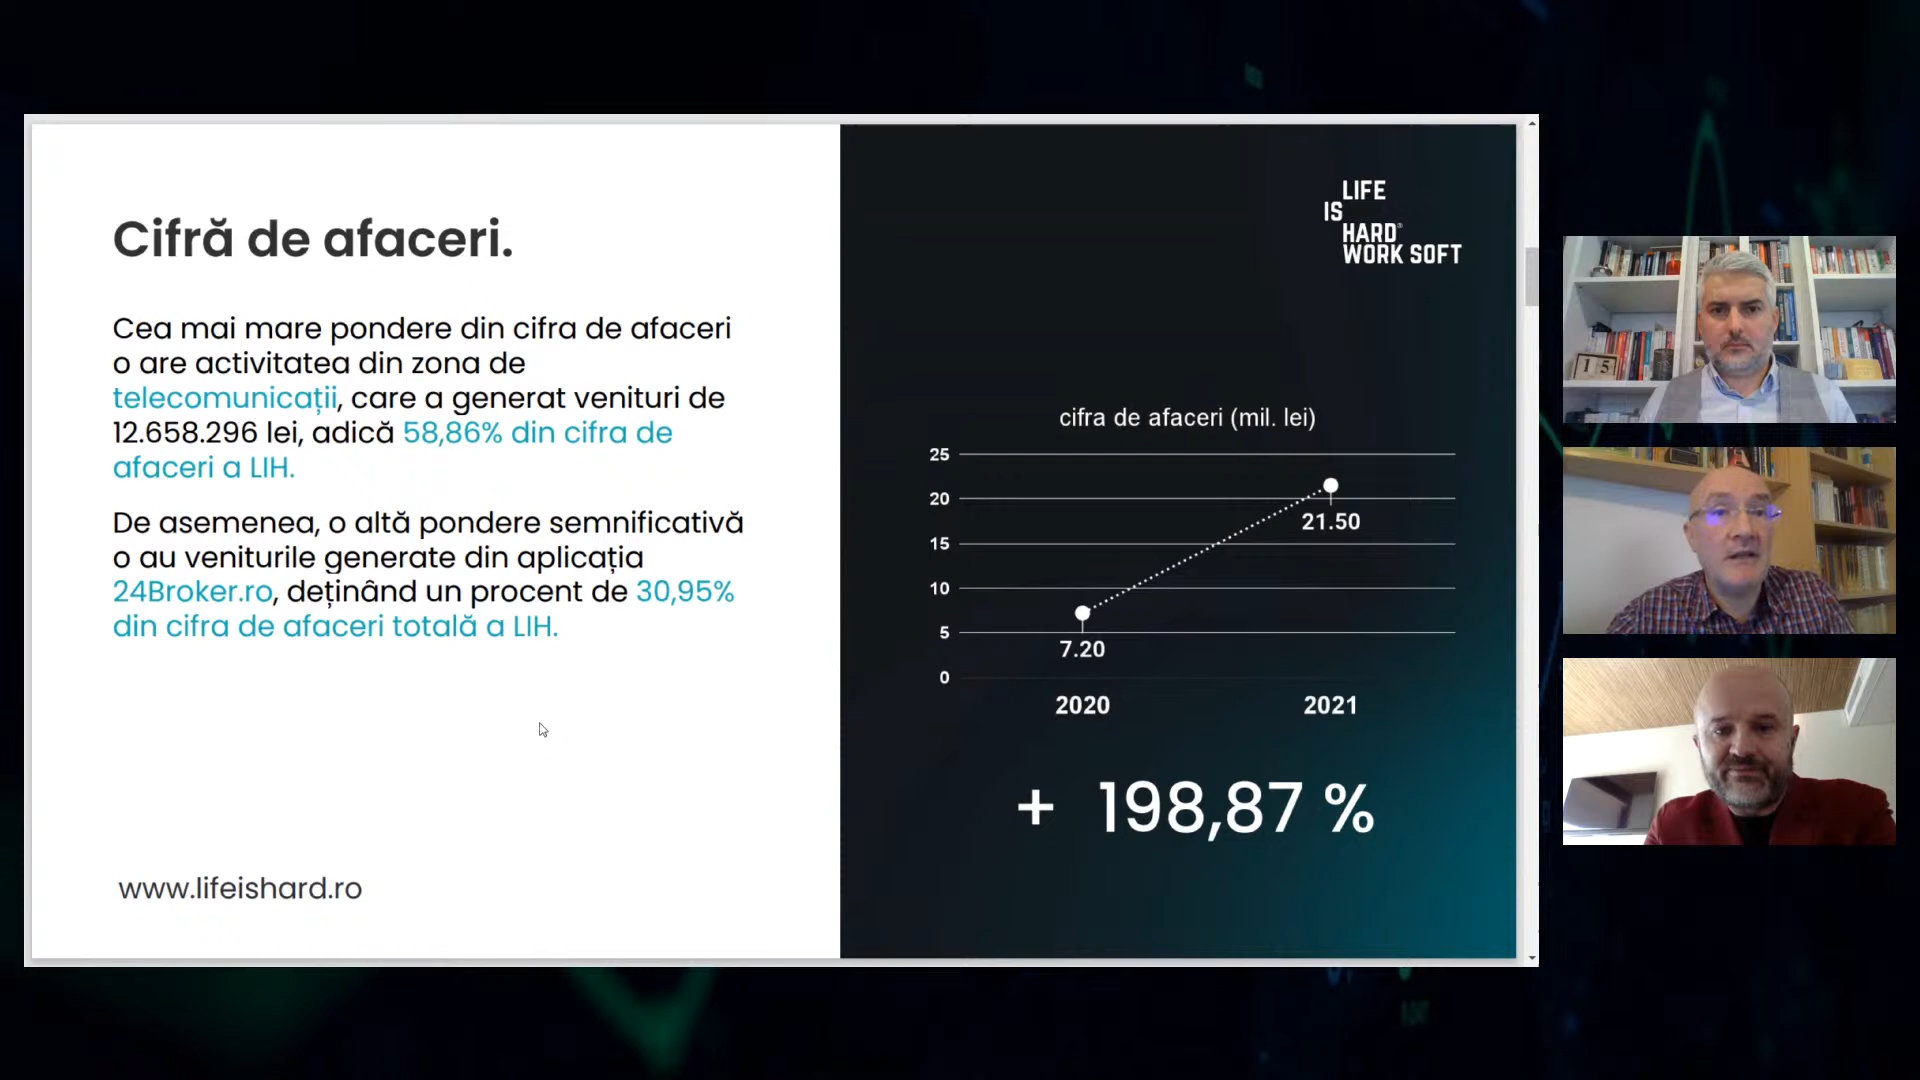 Cifră de afaceri.
Cea mai mare pondere din cifra de afaceri
o are activitatea din zona de
telecomunicații, care a generat venituri de
12.658.296 lei, adică 58,86% din cifra de
afaceri a LIH.
De asemenea, o altă pondere semnificativă
o au veniturile generate din aplicația
24Broker.ro, deținând un procent de 30,95%
din cifra de afaceri totală a LIH.
www.lifeishard.ro
LIFE
IS
HARD®
WORK SOFT
cifra de afaceri (mil. lei)
25
20
15
10
5
0
21.50
7.20
2020
2021
+ 198,87 %
15